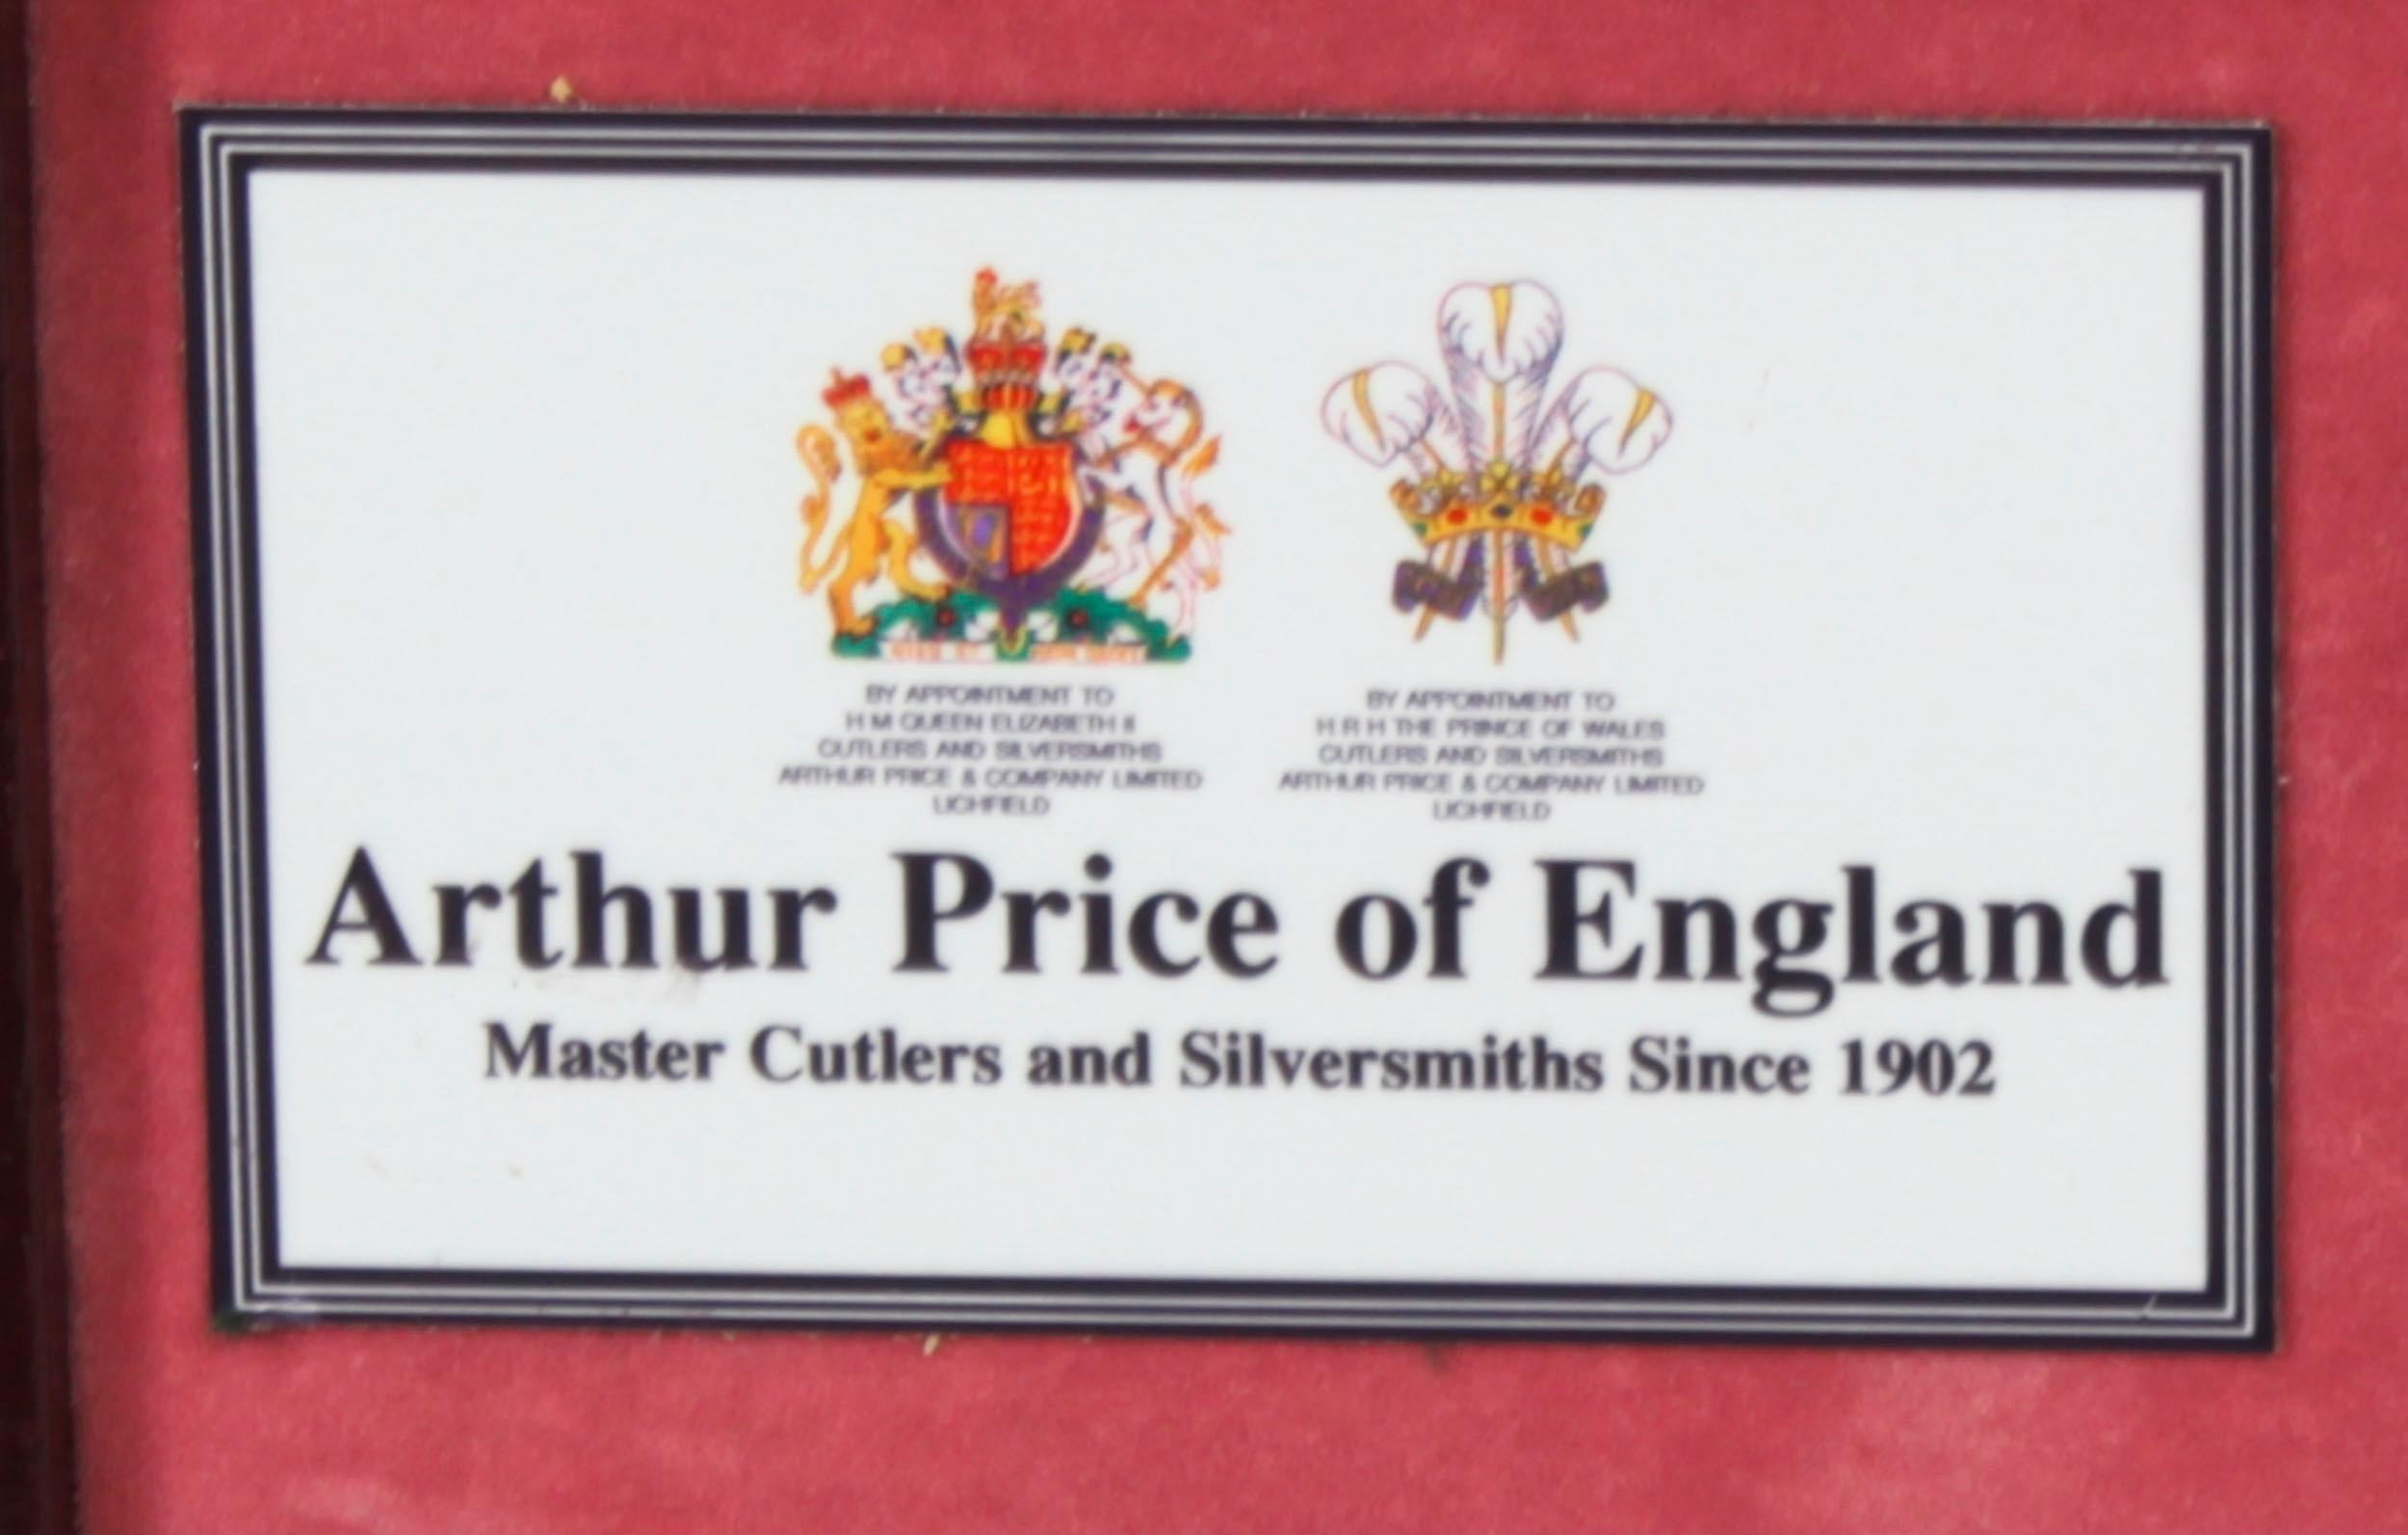 BY APPOINTMENT TO
H M QUEEN ELIZABETH II
CUTLERS AND SILVERSMITHS
ARTHUR PRICE & COMPANY LIMITED
LICHFIELD
BY APPOINTMENT TO
H R H THE PRINCE OF WALES
CUTLERS AND SILVERSMITHS
ARTHUR PRICE & COMPANY LIMITED
LICHFIELD
Arthur Price of England
Master Cutlers and Silversmiths Since 1902